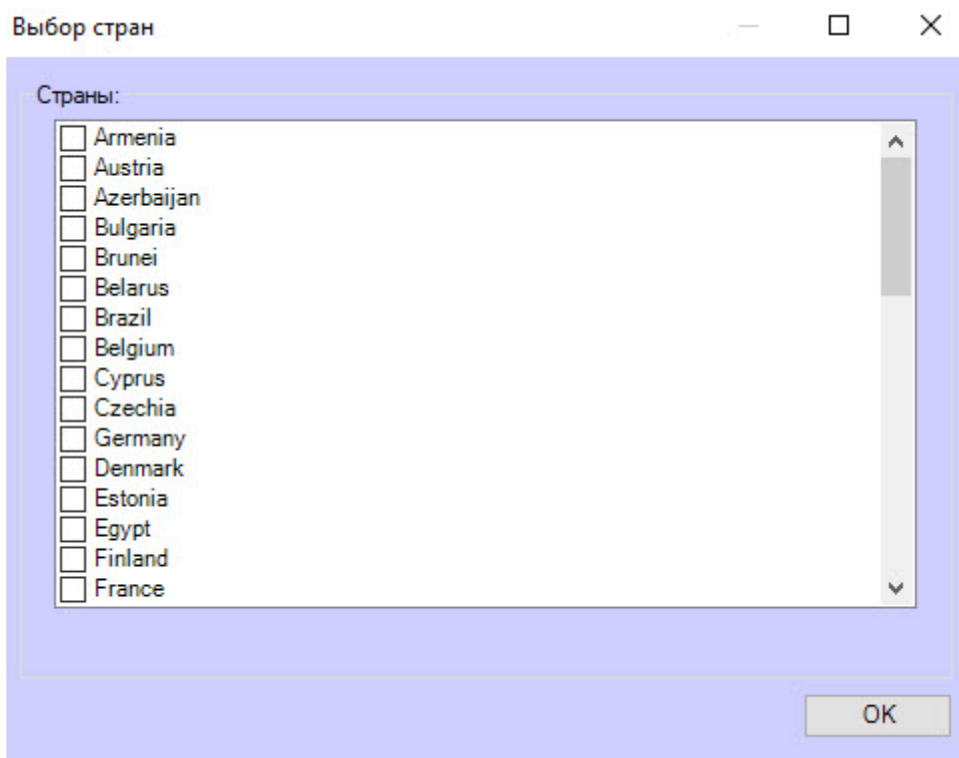 Выбор стран
Страны:
Armenia
Austria
Azerbaijan
Bulgaria
Brunei
Belarus
Brazil
Belgium
Cyprus
Czechia
Germany
Denmark
Estonia
Egypt
Finland
France
OK